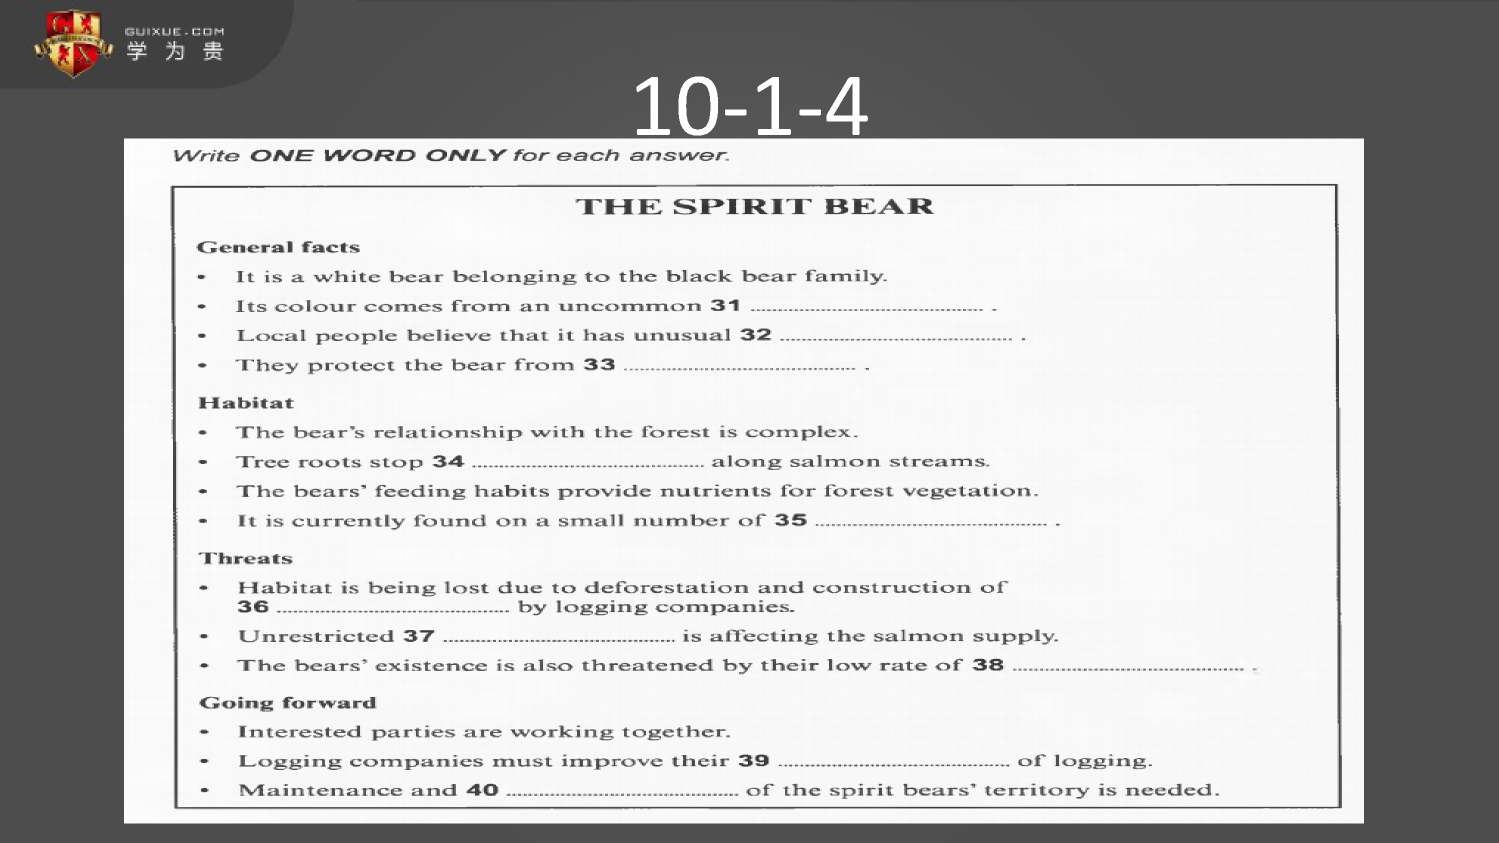 GUIXUE.COM
学为贵
10-1-4
Write ONE WORD ONLY for each answer.
THE SPIRIT BEAR
General facts
• It is a white bear belonging to the black bear family.
• Its colour comes from an uncommon 31 ........................................ .
• Local people believe that it has unusual 32 ........................................ .
• They protect the bear from 33 ........................................ .
Habitat
• The bear's relationship with the forest is complex.
• Tree roots stop 34 ........................................ along salmon streams.
• The bears' feeding habits provide nutrients for forest vegetation.
• It is currently found on a small number of 35 ........................................ .
Threats
• Habitat is being lost due to deforestation and construction of
36 ........................................ by logging companies.
• Unrestricted 37 ........................................ is affecting the salmon supply.
• The bears' existence is also threatened by their low rate of 38 ........................................ .
Going forward
• Interested parties are working together.
• Logging companies must improve their 39 ........................................ of logging.
• Maintenance and 40 ........................................ of the spirit bears' territory is needed.